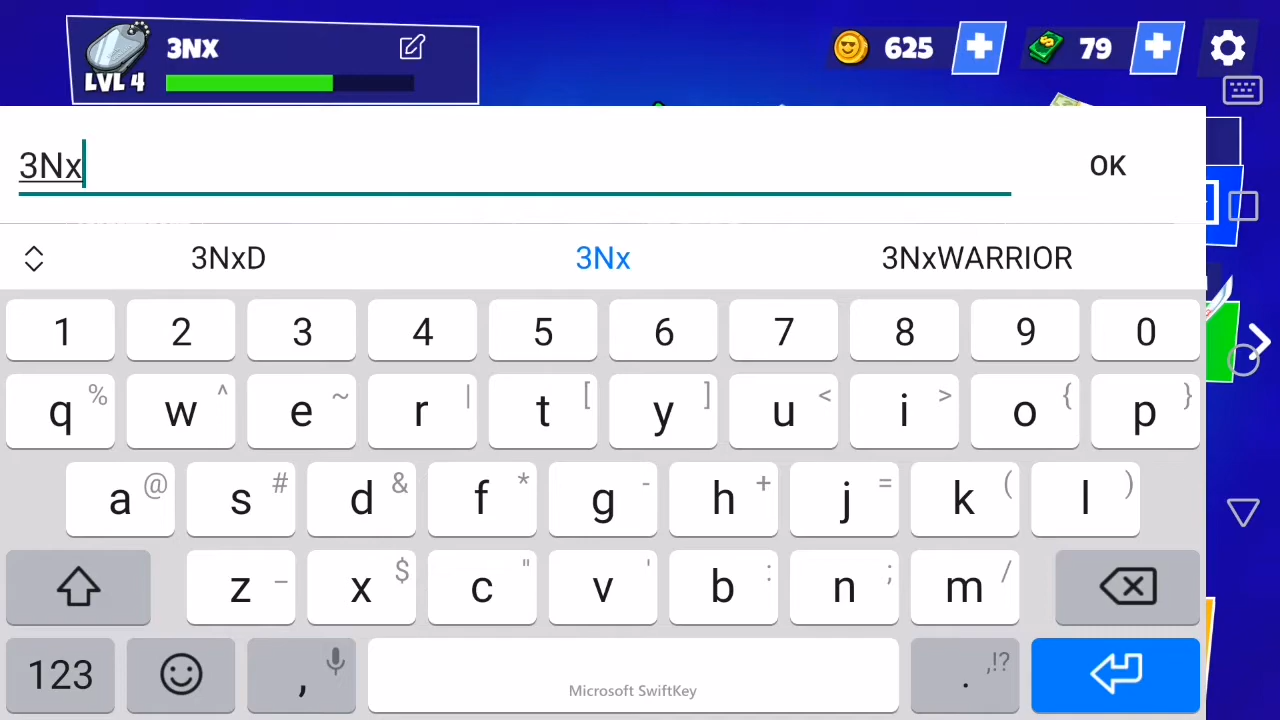 3NX
LVL 4
625
79
3Nx
OK
3NxD 3Nx 3NxWARRIOR
1 2 3 4 5 6 7 8 9 0
q % w ^ e ~ r | t [ y ] u < i > o { p }
a @ s # d & f * g - h + j = k ( l )
z _ x $ c " v ' b : n ; m /
123 , . ,!?
Microsoft SwiftKey